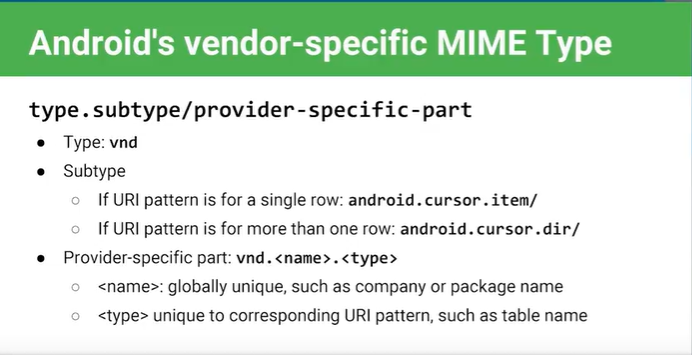 Android's vendor-specific MIME Type
type.subtype/provider-specific-part
● Type: vnd
● Subtype
○ If URI pattern is for a single row: android.cursor.item/
○ If URI pattern is for more than one row: android.cursor.dir/
● Provider-specific part: vnd.<name>.<type>
○ <name>: globally unique, such as company or package name
○ <type> unique to corresponding URI pattern, such as table name